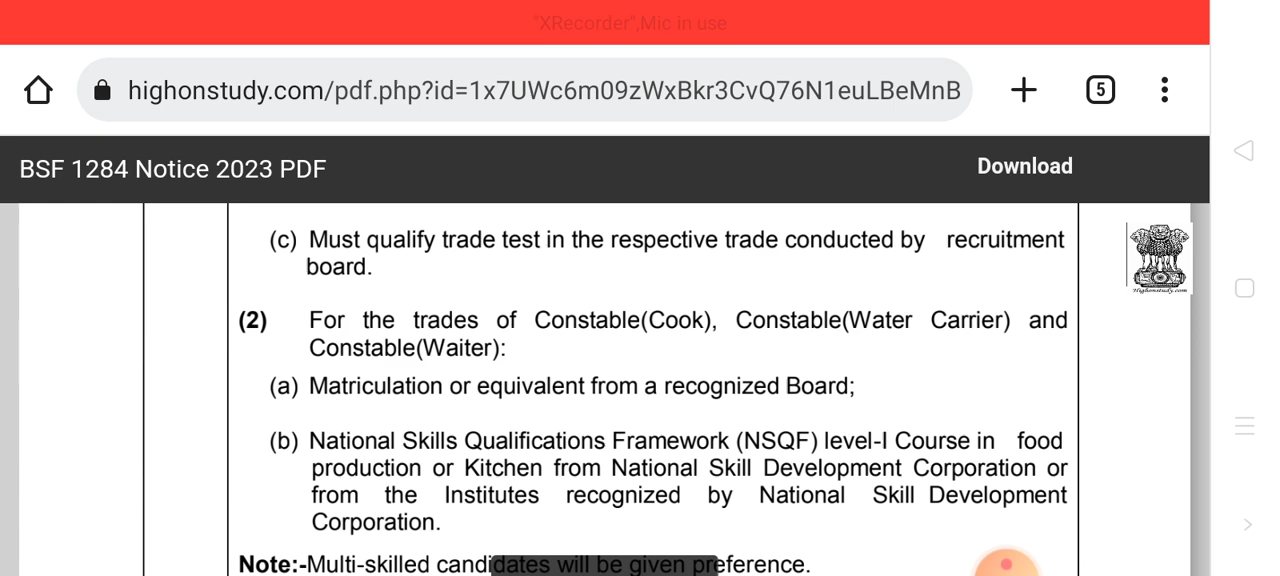 "XRecorder",Mic in use
highonstudy.com/pdf.php?id=1x7UWc6m09zWxBkr3CvQ76N1euLBeMnB
5
BSF 1284 Notice 2023 PDF
Download
(c) Must qualify trade test in the respective trade conducted by recruitment
board.
Highonstudy.com
(2) For the trades of Constable(Cook), Constable(Water Carrier) and
Constable(Waiter):
(a) Matriculation or equivalent from a recognized Board;
(b) National Skills Qualifications Framework (NSQF) level-I Course in food
production or Kitchen from National Skill Development Corporation or
from the Institutes recognized by National Skill Development
Corporation.
Note:-Multi-skilled candidates will be given preference.